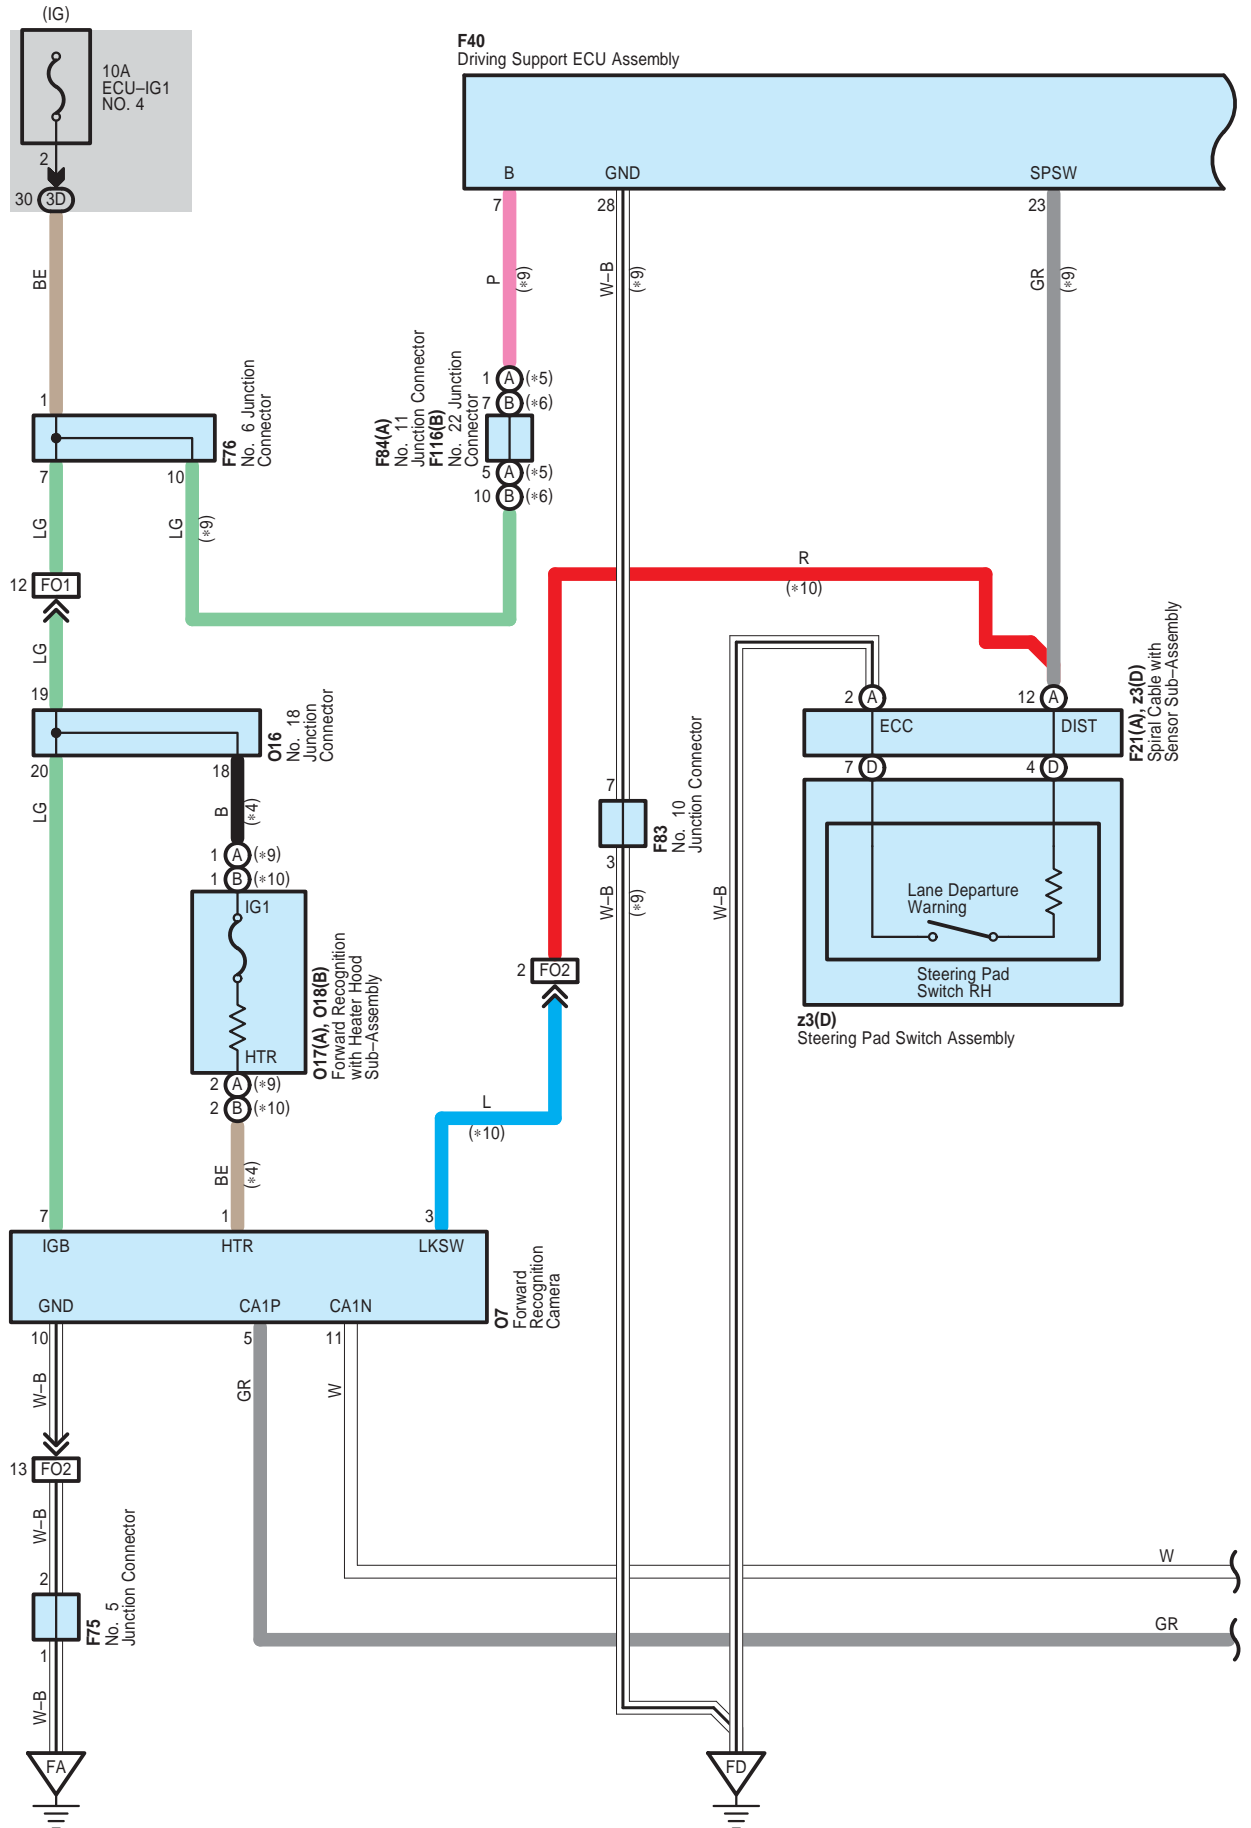 (IG)
10A
ECU–IG1
NO. 4
2
30 3D
BE
1
F76
No. 6 Junction
Connector
7
10
LG
LG
(*9)
12 FO1
LG
19
O16
No. 18
Junction
Connector
20
18
LG
B
(*4)
1 A (*9)
1 B (*10)
IG1
HTR
O17(A), O18(B)
Forward Recognition
with Heater Hood
Sub–Assembly
2 A (*9)
2 B (*10)
BE
(*4)
7
1
3
IGB
HTR
LKSW
GND
CA1P
CA1N
O7
Forward
Recognition
Camera
10
5
11
W–B
GR
W
13 FO2
W–B
2
F75
No. 5
Junction Connector
1
W–B
FA
F40
Driving Support ECU Assembly
B
GND
SPSW
7
28
23
P
(*9)
W–B
(*9)
GR
(*9)
F84(A)
No. 11
Junction Connector
F116(B)
No. 22 Junction
Connector
1 A (*5)
7 B (*6)
5 A (*5)
10 B (*6)
R
(*10)
2 A
12 A
ECC
DIST
F21(A), z3(D)
Spiral Cable with
Sensor Sub–Assembly
7 D
4 D
Lane Departure
Warning
Steering Pad
Switch RH
z3(D)
Steering Pad Switch Assembly
7
F83
No. 10
Junction Connector
3
W–B
(*9)
W–B
2 FO2
L
(*10)
W
GR
FD